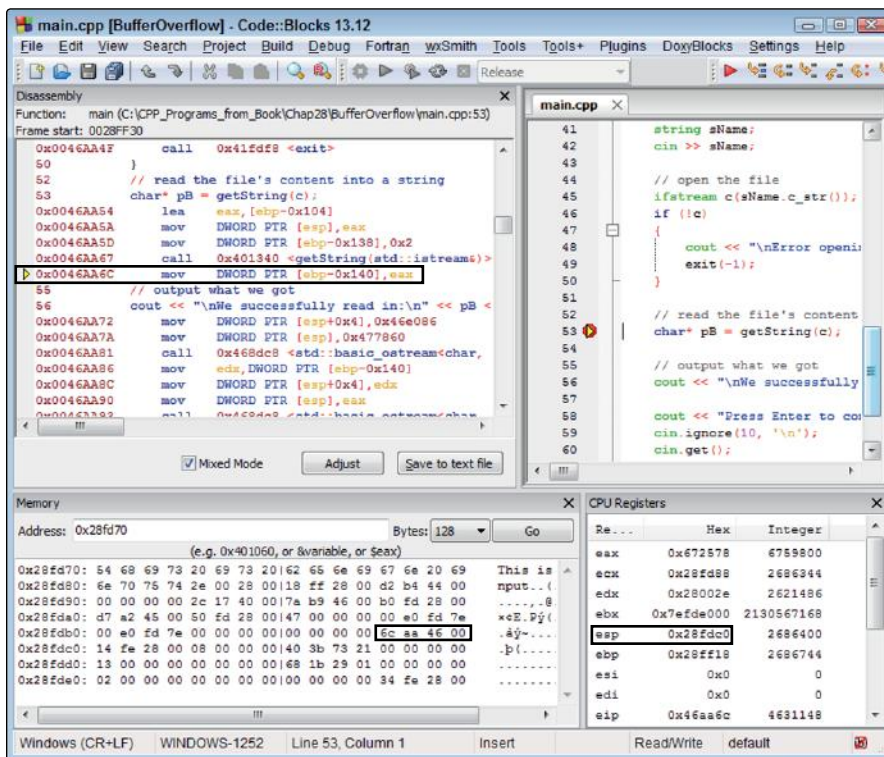 main.cpp [BufferOverflow] - Code::Blocks 13.12
File Edit View Search Project Build Debug Fortran wxSmith Tools Tools+ Plugins DoxyBlocks Settings Help
Release
Disassembly
Function: main (C:\CPP_Programs_from_Book\Chap28\BufferOverflow\main.cpp:53)
Frame start: 0028FF30
0x0046AA4F call 0x41fdf8 <exit>
50 }
52 // read the file's content into a string
53 char* pB = getString(c);
0x0046AA54 lea eax,[ebp-0x104]
0x0046AA5A mov DWORD PTR [esp],eax
0x0046AA5D mov DWORD PTR [ebp-0x138],0x2
0x0046AA67 call 0x401340 <getString(std::istream&)>
0x0046AA6C mov DWORD PTR [ebp-0x140],eax
55 // output what we got
56 cout << "\nWe successfully read in:\n" << pB <
0x0046AA72 mov DWORD PTR [esp+0x4],0x46e086
0x0046AA7A mov DWORD PTR [esp],0x477860
0x0046AA81 call 0x468dc8 <std::basic_ostream<char,
0x0046AA86 mov edx,DWORD PTR [ebp-0x140]
0x0046AA8C mov DWORD PTR [esp+0x4],edx
0x0046AA90 mov DWORD PTR [esp],eax
Mixed Mode Adjust Save to text file
main.cpp
41 string sName;
42 cin >> sName;
43
44 // open the file
45 ifstream c(sName.c_str());
46 if (!c)
47 {
48 cout << "\nError openi
49 exit(-1);
50 }
51
52 // read the file's content
53 char* pB = getString(c);
54
55 // output what we got
56 cout << "\nWe successfully
57
58 cout << "Press Enter to co
59 cin.ignore(10, '\n');
60 cin.get();
Memory
Address: 0x28fd70 Bytes: 128 Go
(e.g. 0x401060, or &variable, or $eax)
0x28fd70: 54 68 69 73 20 69 73 20|62 65 6e 69 67 6e 20 69 This is
0x28fd80: 6e 70 75 74 2e 00 28 00|18 ff 28 00 d2 b4 44 00 nput..(.
0x28fd90: 00 00 00 00 2c 17 40 00|7a b9 46 00 b0 fd 28 00 ....,.@.
0x28fda0: d7 a2 45 00 50 fd 28 00|47 00 00 00 00 e0 fd 7e ×¢E.Pý(.
0x28fdb0: 00 e0 fd 7e 00 00 00 00|00 00 00 00 6c aa 46 00 .àý~....
0x28fdc0: 14 fe 28 00 08 00 00 00|40 3b 73 21 00 00 00 00 .þ(.....
0x28fdd0: 13 00 00 00 00 00 00 00|68 1b 29 01 00 00 00 00 ........
0x28fde0: 02 00 00 00 00 00 00 00|00 00 00 00 34 fe 28 00 ........
CPU Registers
Re... Hex Integer
eax 0x672578 6759800
ecx 0x28fd88 2686344
edx 0x28002e 2621486
ebx 0x7efde000 2130567168
esp 0x28fdc0 2686400
ebp 0x28ff18 2686744
esi 0x0 0
edi 0x0 0
eip 0x46aa6c 4631148
Windows (CR+LF) WINDOWS-1252 Line 53, Column 1 Insert Read/Write default